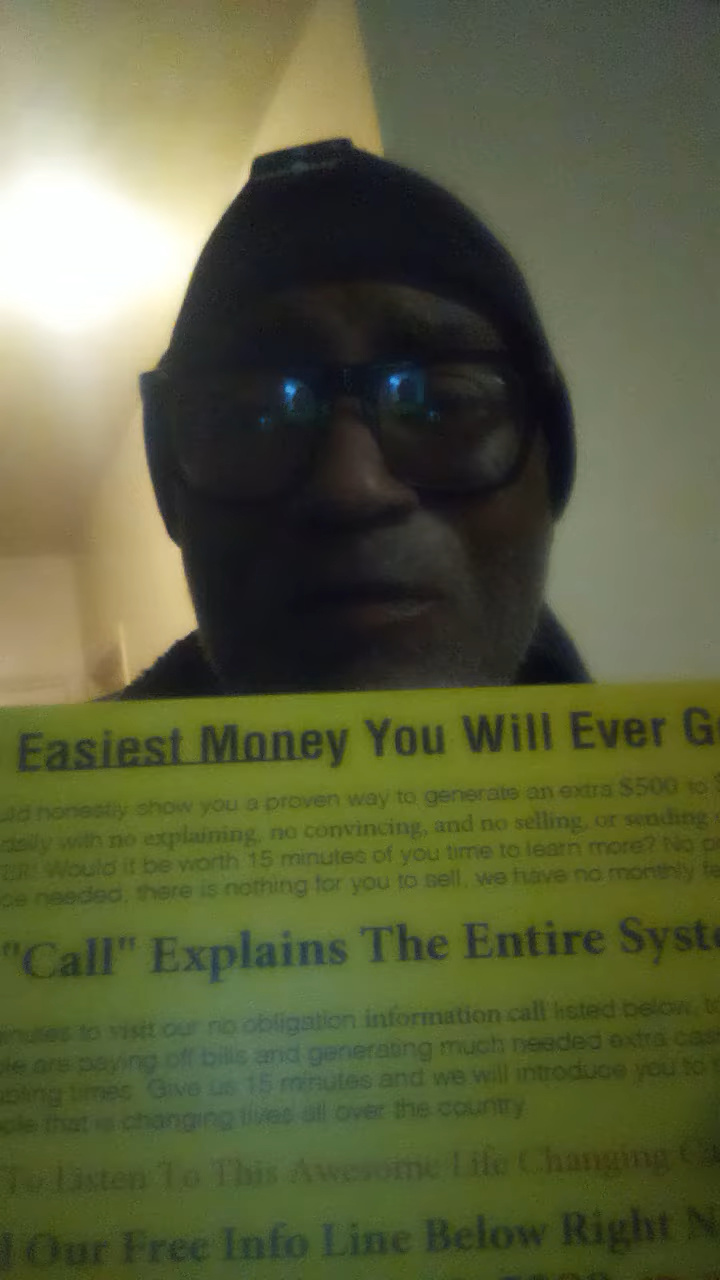 Easiest Money You Will Ever
honestly show you a proven way to generate an extra $500 to
with no explaining, no convincing, and no selling, or sending
Would it be worth 15 minutes of you time to learn more? No
needed, there is nothing for you to sell, we have no monthly
"Call" Explains The Entire
to visit our no obligation information call listed below,
are paying off bills and generating much needed extra
times. Give us 15 minutes and we will introduce you to
that is changing lives all over the country
To Listen To This Awesome Life Changing
Our Free Info Line Below Right